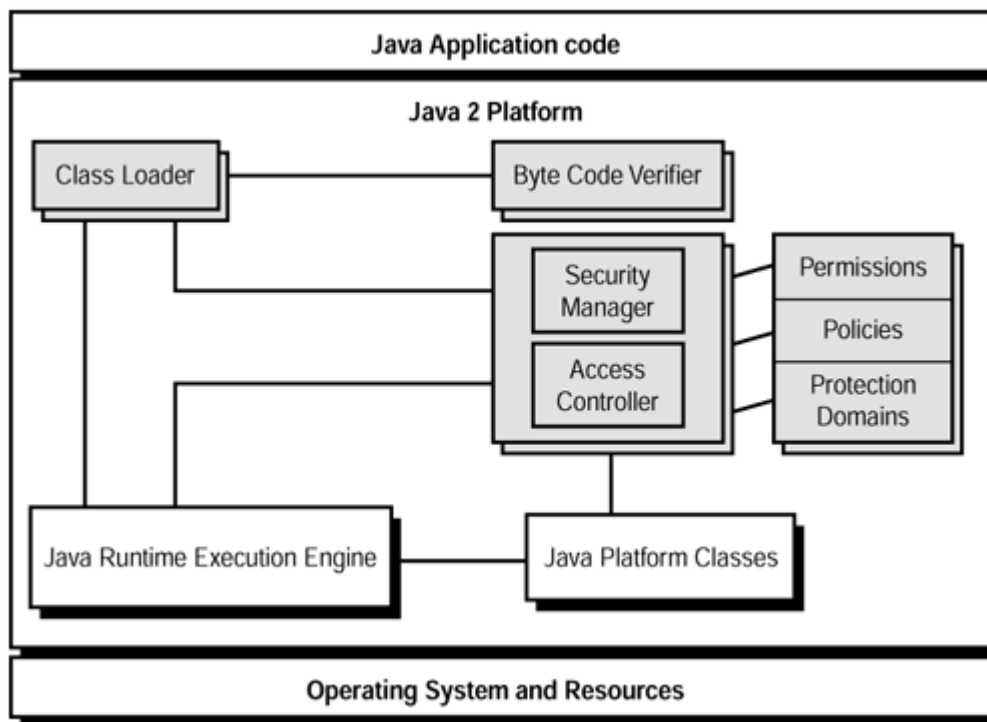 Java Application code
Java 2 Platform
Class Loader
Byte Code Verifier
Security
Manager
Access
Controller
Permissions
Policies
Protection
Domains
Java Runtime Execution Engine
Java Platform Classes
Operating System and Resources